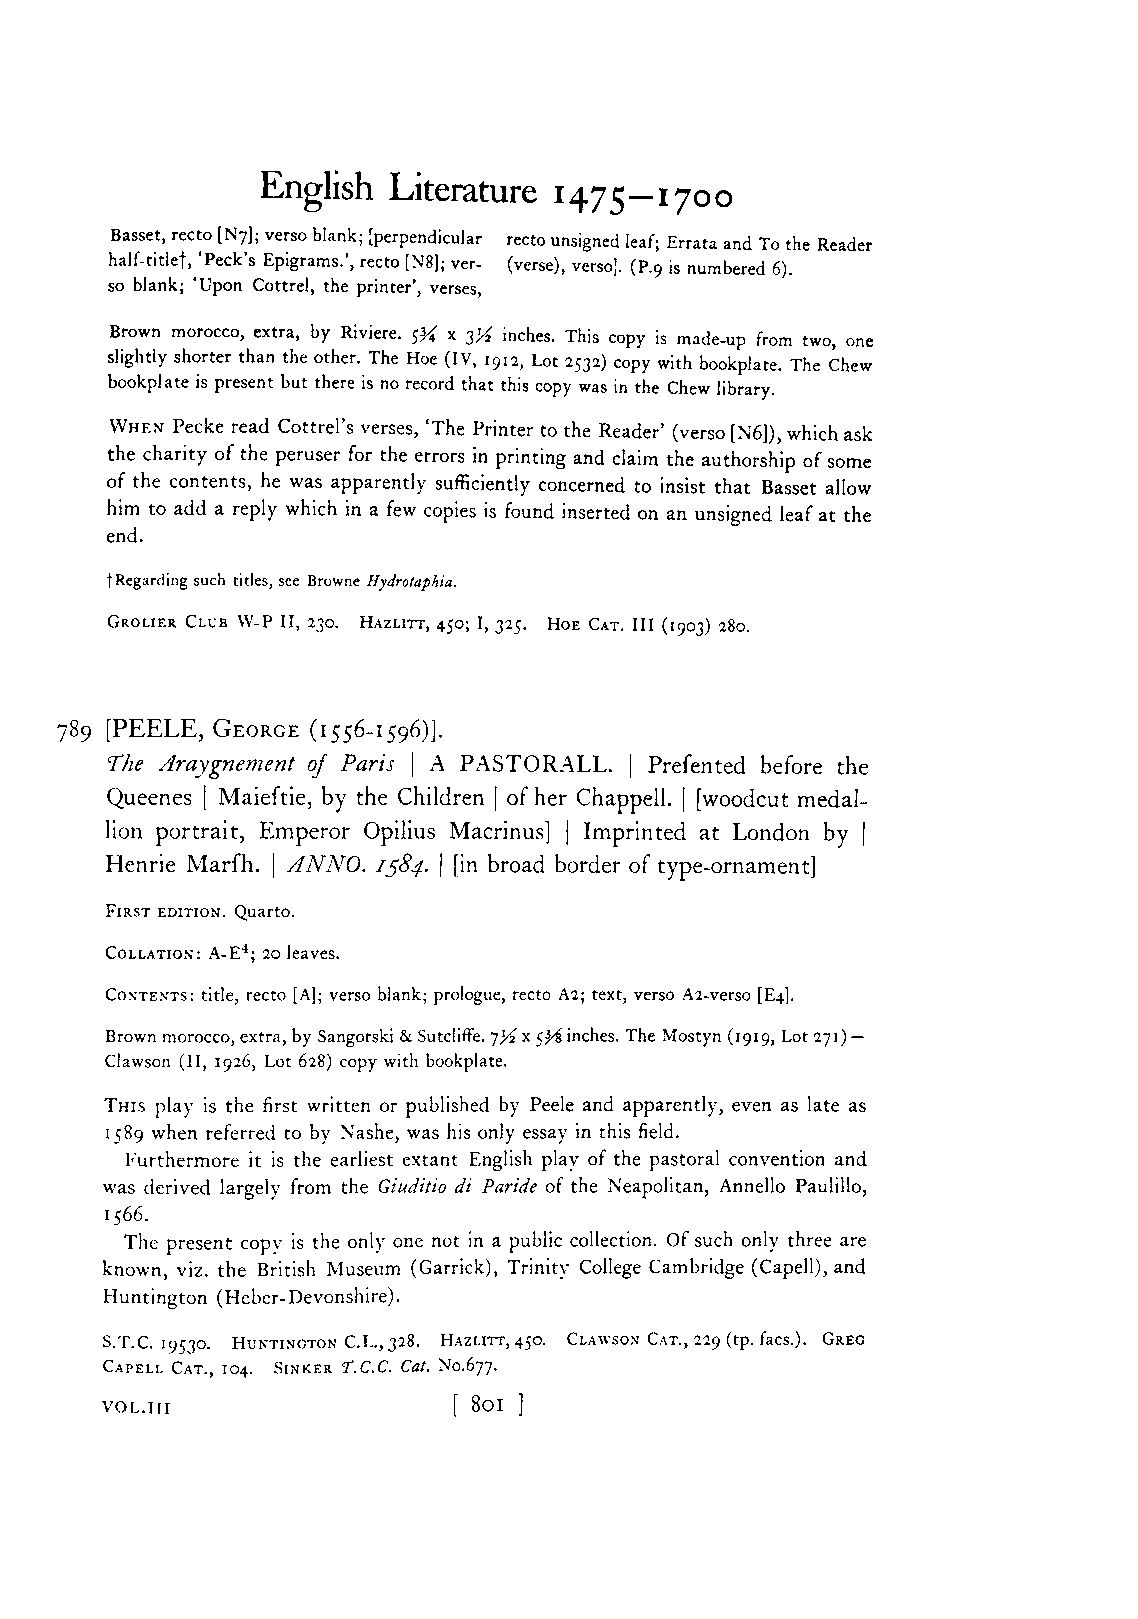 English Literature 1475—1700
Basset, recto [N7]; verso blank; [perpendicular
half-title†, 'Peck's Epigrams.', recto [N8]; ver-
so blank; 'Upon Cottrel, the printer', verses,
recto unsigned leaf; Errata and To the Reader
(verse), verso]. (P.9 is numbered 6).
Brown morocco, extra, by Riviere. 5¾ x 3½ inches. This copy is made-up from two, one
slightly shorter than the other. The Hoe (IV, 1912, Lot 2532) copy with bookplate. The Chew
bookplate is present but there is no record that this copy was in the Chew library.
WHEN Pecke read Cottrel's verses, 'The Printer to the Reader' (verso [N6]), which ask
the charity of the peruser for the errors in printing and claim the authorship of some
of the contents, he was apparently sufficiently concerned to insist that Basset allow
him to add a reply which in a few copies is found inserted on an unsigned leaf at the
end.
†Regarding such titles, see Browne Hydrotaphia.
GROLIER CLUB W-P II, 230. HAZLITT, 450; I, 325. HOE CAT. III (1903) 280.
789 [PEELE, GEORGE (1556-1596)].
The Araygnement of Paris | A PASTORALL. | Preſented before the
Queenes | Maieſtie, by the Children | of her Chappell. | [woodcut medal-
lion portrait, Emperor Opilius Macrinus] | Imprinted at London by |
Henrie Marſh. | ANNO. 1584. | [in broad border of type-ornament]
FIRST EDITION. Quarto.
COLLATION: A-E⁴; 20 leaves.
CONTENTS: title, recto [A]; verso blank; prologue, recto A2; text, verso A2-verso [E4].
Brown morocco, extra, by Sangorski & Sutcliffe. 7½ x 5⅜ inches. The Mostyn (1919, Lot 271)—
Clawson (II, 1926, Lot 628) copy with bookplate.
THIS play is the first written or published by Peele and apparently, even as late as
1589 when referred to by Nashe, was his only essay in this field.
Furthermore it is the earliest extant English play of the pastoral convention and
was derived largely from the Giuditio di Paride of the Neapolitan, Annello Paulillo,
1566.
The present copy is the only one not in a public collection. Of such only three are
known, viz. the British Museum (Garrick), Trinity College Cambridge (Capell), and
Huntington (Heber-Devonshire).
S.T.C. 19530. HUNTINGTON C.L., 328. HAZLITT, 450. CLAWSON CAT., 229 (tp. facs.). GREG
CAPELL CAT., 104. SINKER T.C.C. Cat. No.677.
VOL.III [ 801 ]